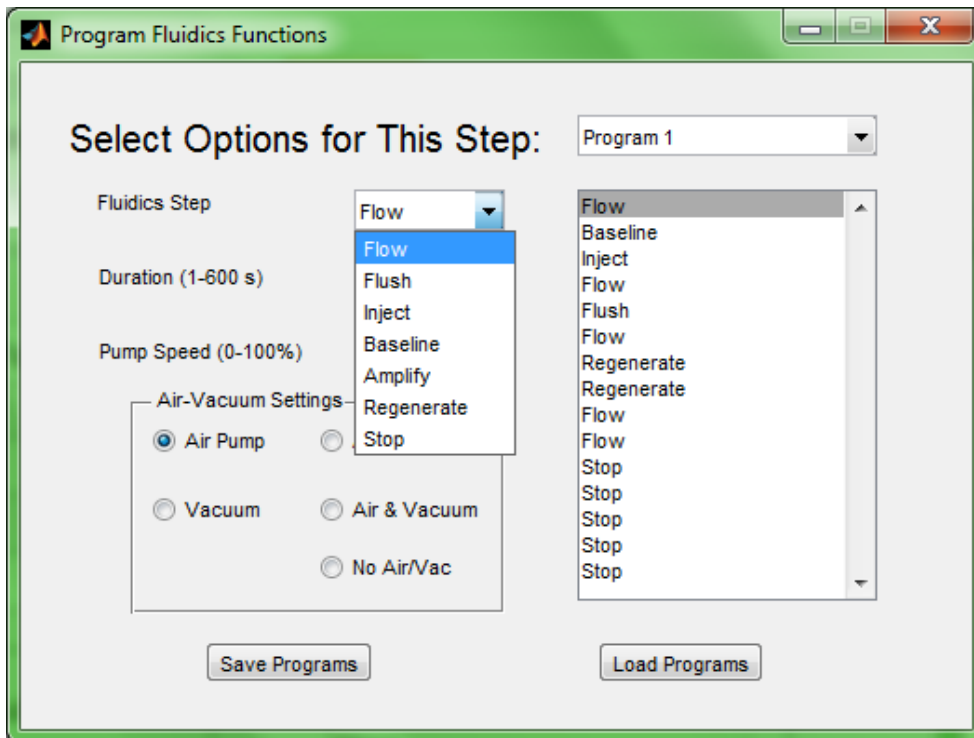 Program Fluidics Functions
Select Options for This Step:
Program 1
Fluidics Step
Flow
Flow
Flush
Inject
Baseline
Amplify
Regenerate
Stop
Duration (1-600 s)
Pump Speed (0-100%)
Air-Vacuum Settings
Air Pump
Vacuum
Air & Vacuum
No Air/Vac
Flow
Baseline
Inject
Flow
Flush
Flow
Regenerate
Regenerate
Flow
Flow
Stop
Stop
Stop
Stop
Stop
Save Programs
Load Programs